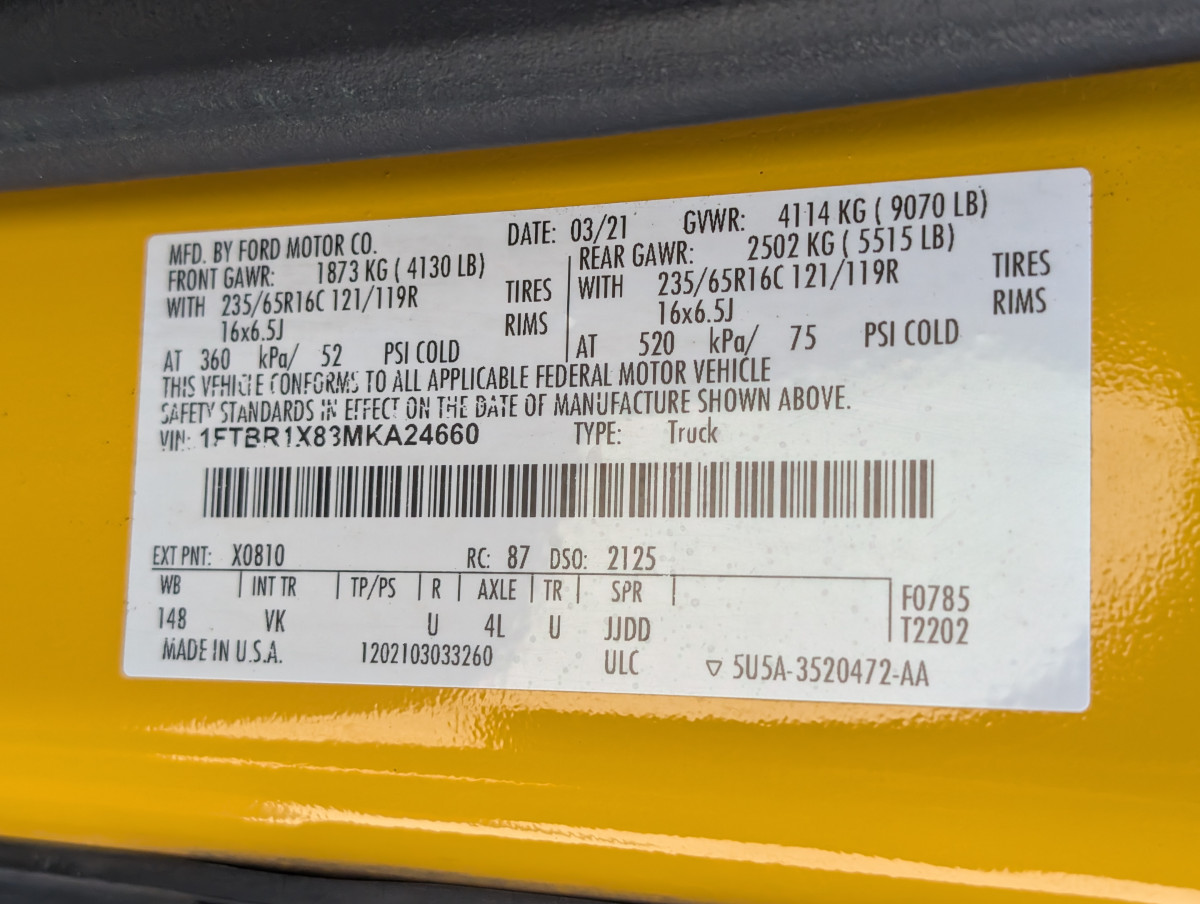 MFD. BY FORD MOTOR CO. DATE: 03/21 GVWR: 4114 KG ( 9070 LB)
FRONT GAWR: 1873 KG ( 4130 LB) REAR GAWR: 2502 KG ( 5515 LB)
WITH 235/65R16C 121/119R TIRES WITH 235/65R16C 121/119R TIRES
16x6.5J RIMS 16x6.5J RIMS
AT 360 kPa/ 52 PSI COLD AT 520 kPa/ 75 PSI COLD
THIS VEHICLE CONFORMS TO ALL APPLICABLE FEDERAL MOTOR VEHICLE
SAFETY STANDARDS IN EFFECT ON THE DATE OF MANUFACTURE SHOWN ABOVE.
VIN: 1FTBR1X83MKA24660 TYPE: Truck
EXT PNT: X0810 RC: 87 DSO: 2125
WB INT TR TP/PS R AXLE TR SPR F0785
148 VK U 4L U JJDD T2202
MADE IN U.S.A. 1202103033260 ULC ▽ 5U5A-3520472-AA